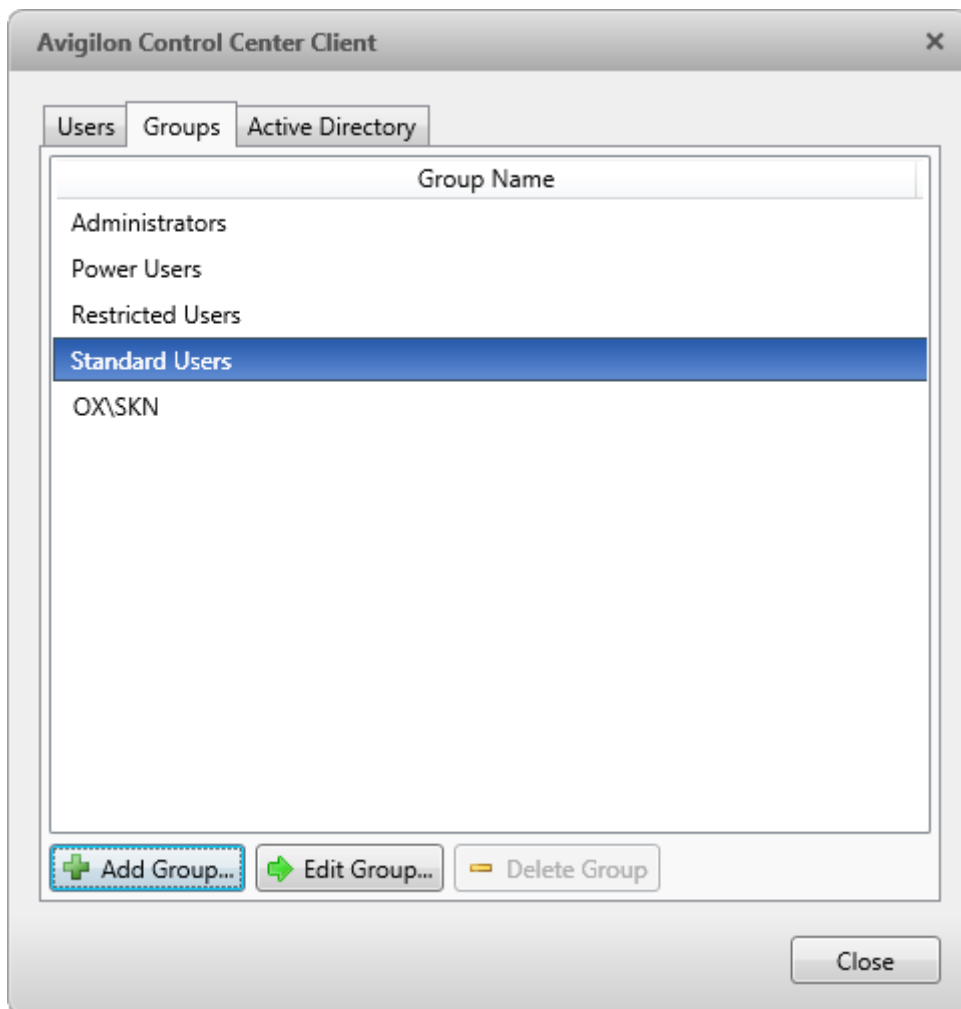 Avigilon Control Center Client
Users Groups Active Directory
Group Name
Administrators
Power Users
Restricted Users
Standard Users
OX\SKN
Add Group... Edit Group... Delete Group
Close